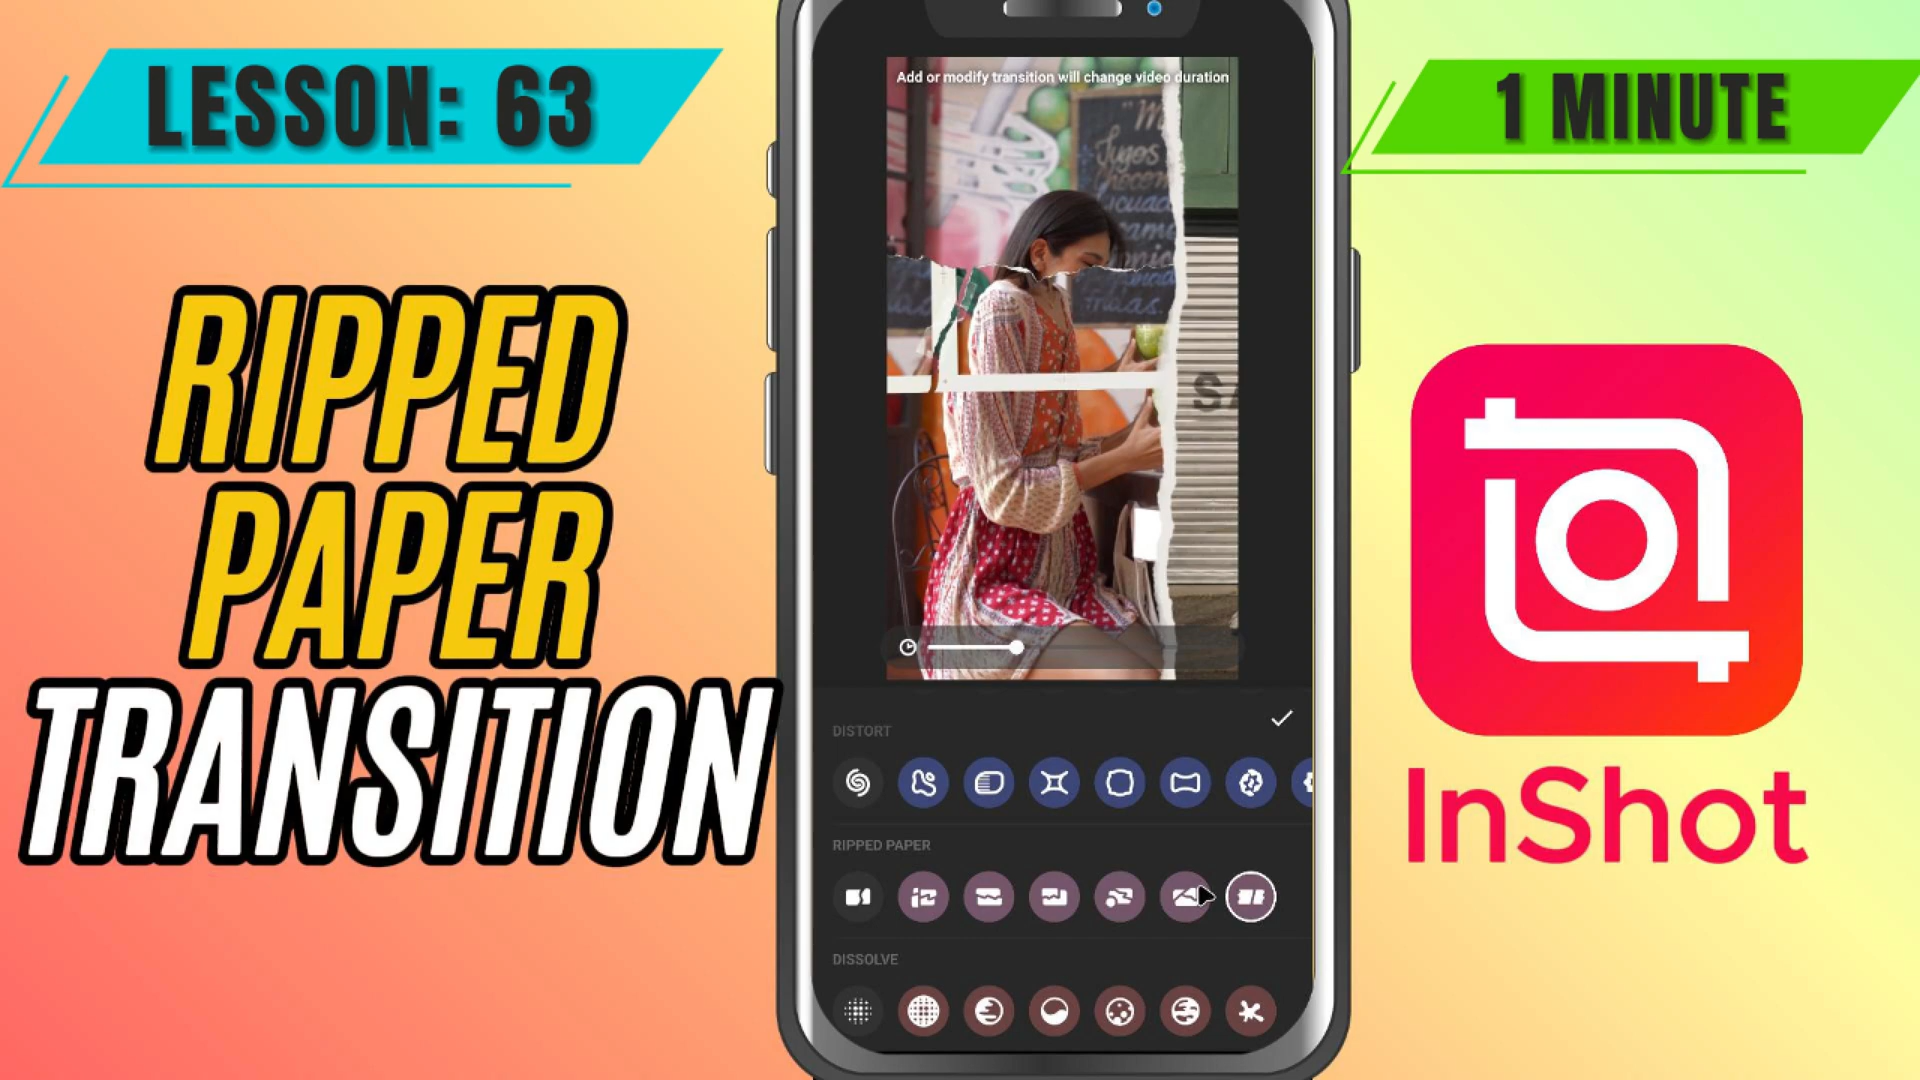 LESSON: 63
1 MINUTE
RIPPED
PAPER
TRANSITION
Add or modify transition will change video duration
DISTORT
RIPPED PAPER
DISSOLVE
InShot